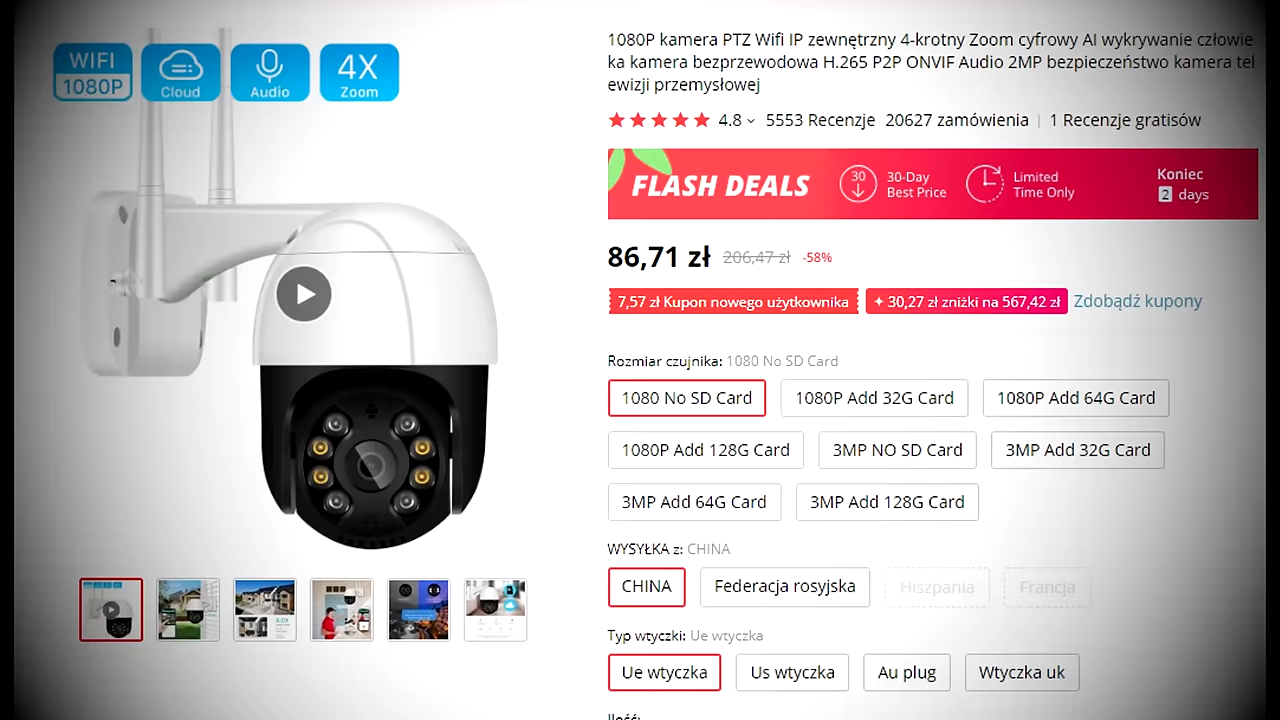 WIFI
1080P
Cloud
Audio
4X
Zoom
1080P kamera PTZ Wifi IP zewnętrzny 4-krotny Zoom cyfrowy AI wykrywanie człowie
ka kamera bezprzewodowa H.265 P2P ONVIF Audio 2MP bezpieczeństwo kamera tel
ewizji przemysłowej
4.8 5553 Recenzje 20627 zamówienia 1 Recenzje gratisów
FLASH DEALS
30
30-Day
Best Price
Limited
Time Only
Koniec
2 days
86,71 zł 206,47 zł -58%
7,57 zł Kupon nowego użytkownika 30,27 zł zniżki na 567,42 zł Zdobądź kupony
Rozmiar czujnika: 1080 No SD Card
1080 No SD Card 1080P Add 32G Card 1080P Add 64G Card
1080P Add 128G Card 3MP NO SD Card 3MP Add 32G Card
3MP Add 64G Card 3MP Add 128G Card
WYSYŁKA z: CHINA
CHINA Federacja rosyjska Hiszpania Francja
Typ wtyczki: Ue wtyczka
Ue wtyczka Us wtyczka Au plug Wtyczka uk
Ilość: